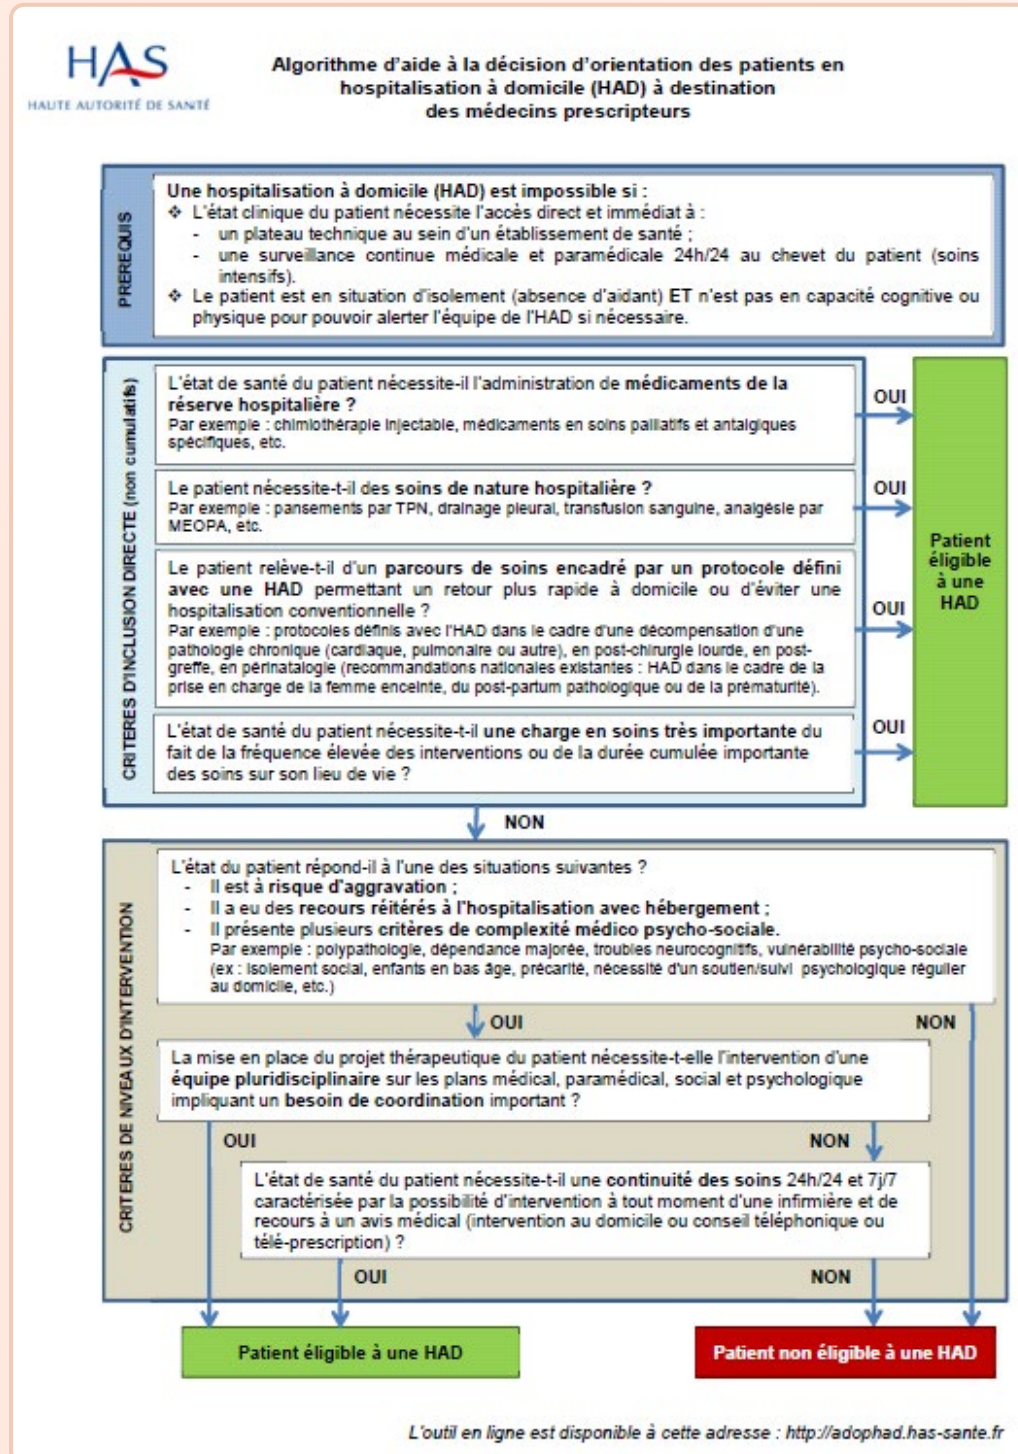 HAS
HAUTE AUTORITÉ DE SANTÉ
Algorithme d'aide à la décision d'orientation des patients en
hospitalisation à domicile (HAD) à destination
des médecins prescripteurs
PREREQUIS
Une hospitalisation à domicile (HAD) est impossible si :
❖ L'état clinique du patient nécessite l'accès direct et immédiat à :
- un plateau technique au sein d'un établissement de santé ;
- une surveillance continue médicale et paramédicale 24h/24 au chevet du patient (soins
intensifs).
❖ Le patient est en situation d'isolement (absence d'aidant) ET n'est pas en capacité cognitive ou
physique pour pouvoir alerter l'équipe de l'HAD si nécessaire.
CRITERES D'INCLUSION DIRECTE (non cumulatifs)
L'état de santé du patient nécessite-il l'administration de médicaments de la
réserve hospitalière ?
Par exemple : chimiothérapie injectable, médicaments en soins palliatifs et antalgiques
spécifiques, etc.
OUI
Le patient nécessite-t-il des soins de nature hospitalière ?
Par exemple : pansements par TPN, drainage pleural, transfusion sanguine, analgésie par
MEOPA, etc.
OUI
Le patient relève-t-il d'un parcours de soins encadré par un protocole défini
avec une HAD permettant un retour plus rapide à domicile ou d'éviter une
hospitalisation conventionnelle ?
Par exemple : protocoles définis avec l'HAD dans le cadre d'une décompensation d'une
pathologie chronique (cardiaque, pulmonaire ou autre), en post-chirurgie lourde, en post-
greffe, en périnatalogie (recommandations nationales existantes : HAD dans le cadre de la
prise en charge de la femme enceinte, du post-partum pathologique ou de la prématurité).
OUI
L'état de santé du patient nécessite-t-il une charge en soins très importante du
fait de la fréquence élevée des interventions ou de la durée cumulée importante
des soins sur son lieu de vie ?
OUI
Patient
éligible
à une
HAD
NON
CRITERES DE NIVEAUX D'INTERVENTION
L'état du patient répond-il à l'une des situations suivantes ?
- Il est à risque d'aggravation ;
- Il a eu des recours réitérés à l'hospitalisation avec hébergement ;
- Il présente plusieurs critères de complexité médico psycho-sociale.
Par exemple : polypathologie, dépendance majorée, troubles neurocognitifs, vulnérabilité psycho-sociale
(ex : isolement social, enfants en bas âge, précarité, nécessité d'un soutien/suivi psychologique régulier
au domicile, etc.)
OUI
NON
La mise en place du projet thérapeutique du patient nécessite-t-elle l'intervention d'une
équipe pluridisciplinaire sur les plans médical, paramédical, social et psychologique
impliquant un besoin de coordination important ?
OUI
NON
L'état de santé du patient nécessite-t-il une continuité des soins 24h/24 et 7j/7
caractérisée par la possibilité d'intervention à tout moment d'une infirmière et de
recours à un avis médical (intervention au domicile ou conseil téléphonique ou
télé-prescription) ?
OUI
NON
Patient éligible à une HAD
Patient non éligible à une HAD
L'outil en ligne est disponible à cette adresse : http://adophad.has-sante.fr